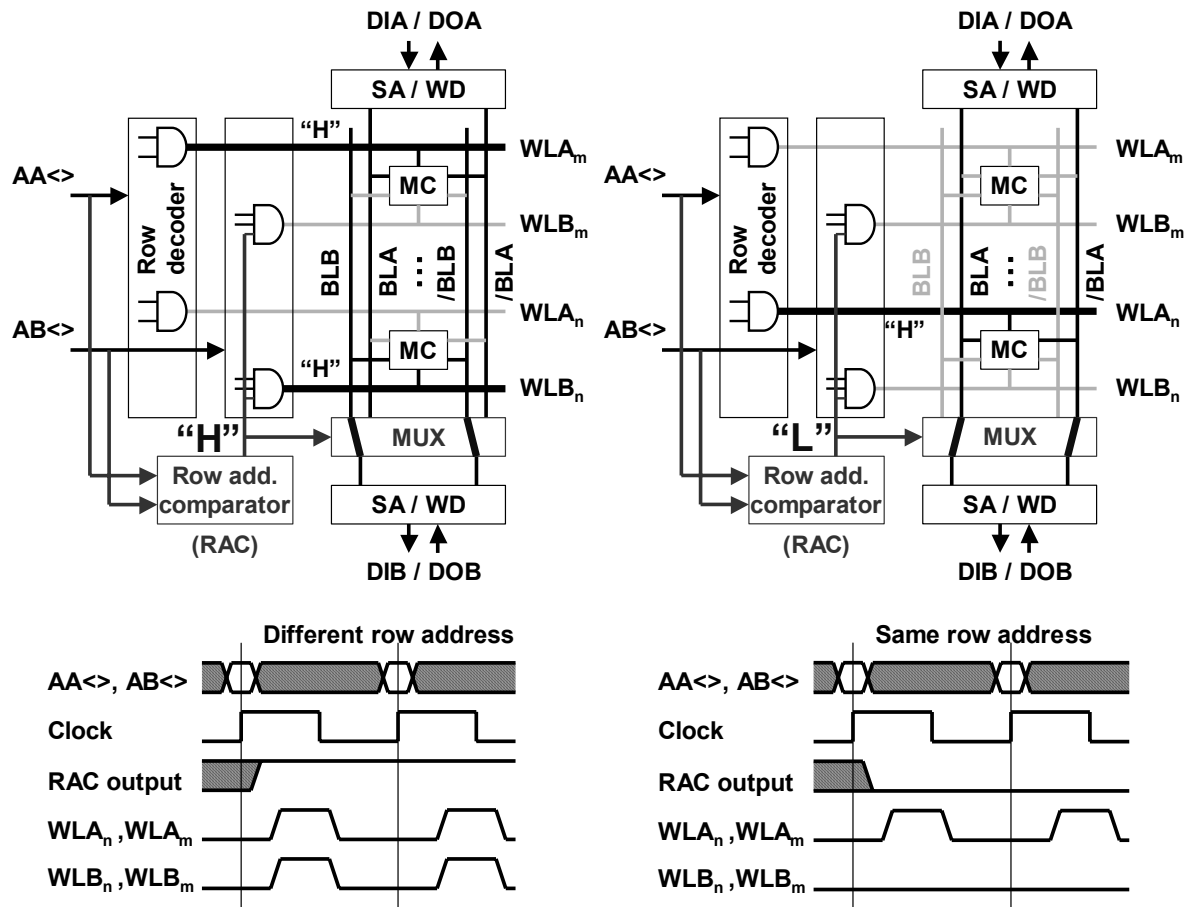 DIA / DOA
SA / WD
“H”
WLAm
AA<>
MC
Row decoder
WLBm
BLB
BLA
/BLB
/BLA
WLAn
AB<>
MC
“H”
WLBn
“H”
MUX
Row add.
comparator
(RAC)
SA / WD
DIB / DOB
DIA / DOA
SA / WD
WLAm
AA<>
MC
Row decoder
WLBm
BLB
BLA
/BLB
/BLA
WLAn
AB<>
“H”
MC
WLBn
“L”
MUX
Row add.
comparator
(RAC)
SA / WD
DIB / DOB
Different row address
AA<>, AB<>
Clock
RAC output
WLAn ,WLAm
WLBn ,WLBm
Same row address
AA<>, AB<>
Clock
RAC output
WLAn ,WLAm
WLBn ,WLBm